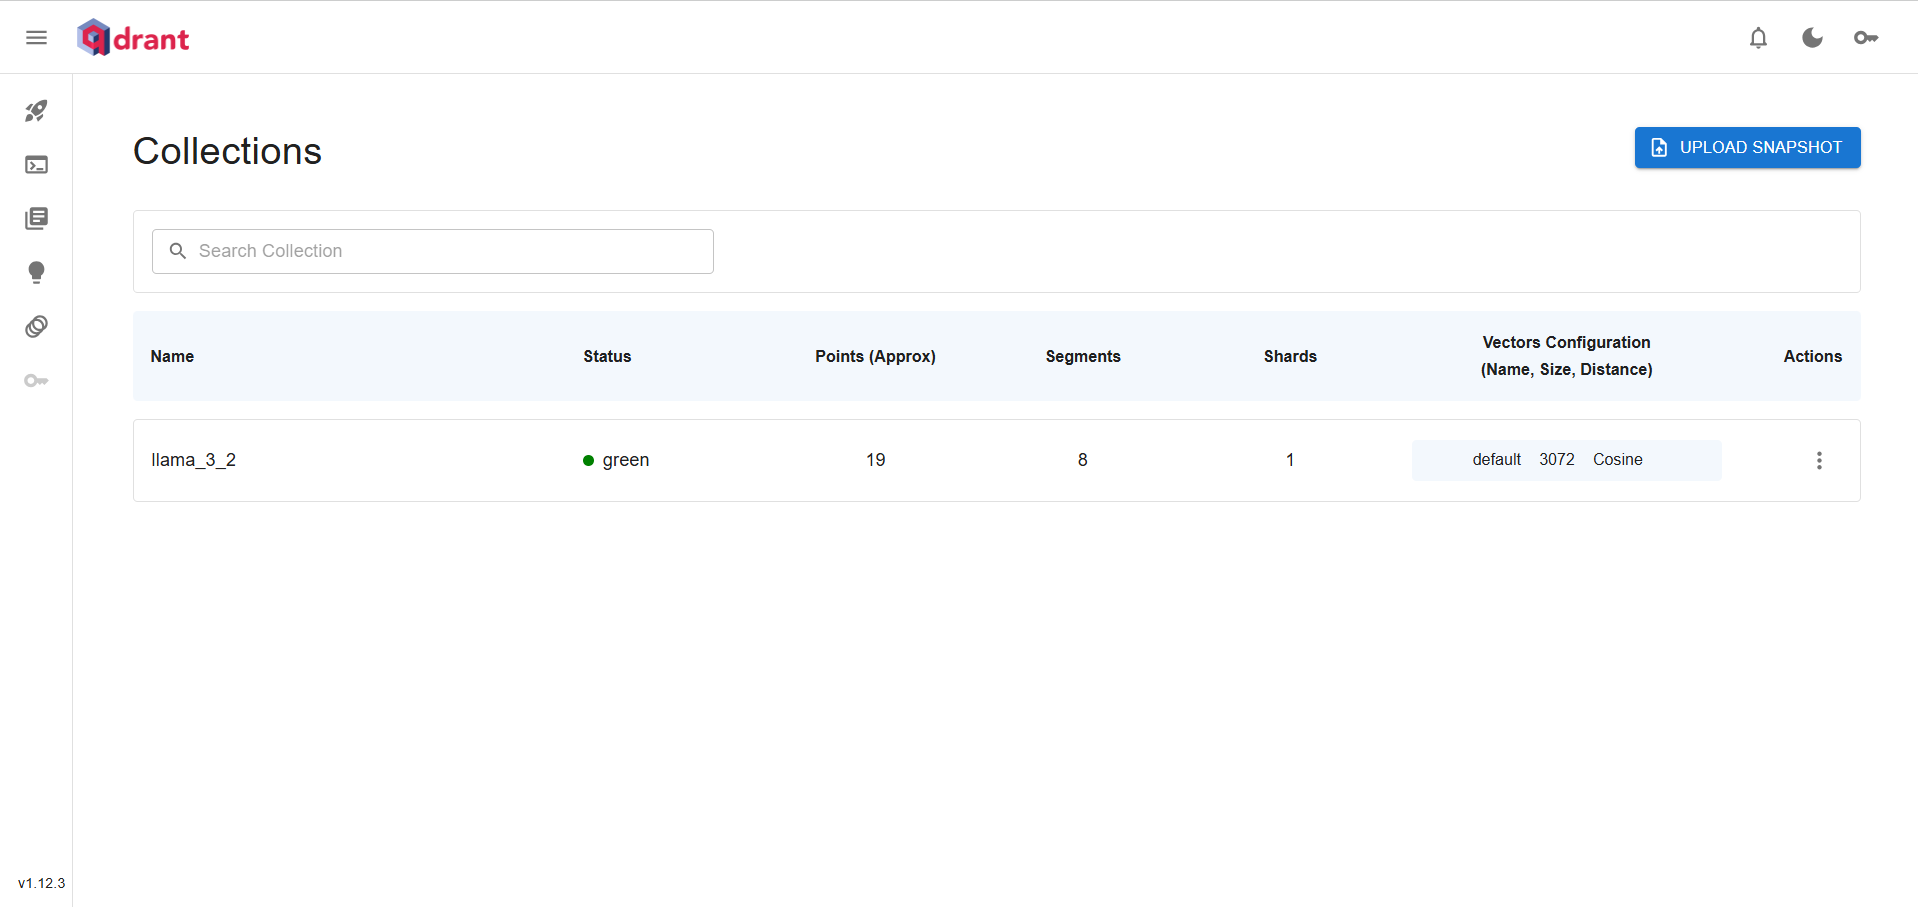 qdrant
Collections
UPLOAD SNAPSHOT
Search Collection
Name Status Points (Approx) Segments Shards Vectors Configuration (Name, Size, Distance) Actions
llama_3_2 green 19 8 1 default 3072 Cosine
v1.12.3